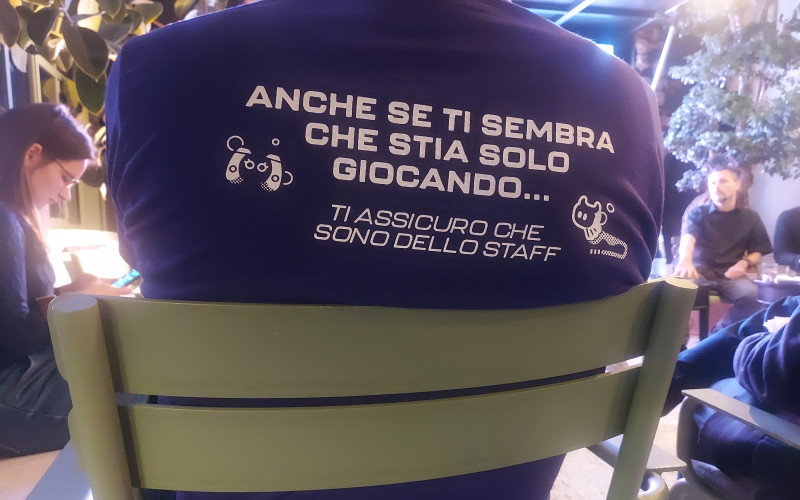 ANCHE SE TI SEMBRA
CHE STIA SOLO
GIOCANDO...
TI ASSICURO CHE
SONO DELLO STAFF